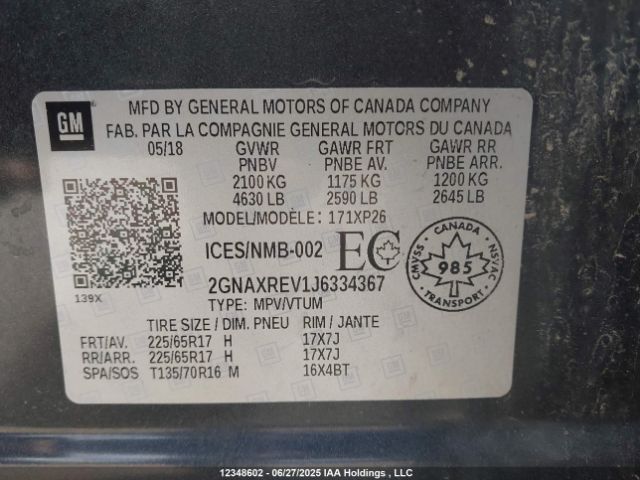 GM
MFD BY GENERAL MOTORS OF CANADA COMPANY
FAB. PAR LA COMPAGNIE GENERAL MOTORS DU CANADA
05/18 GVWR GAWR FRT GAWR RR
PNBV PNBE AV. PNBE ARR.
2100 KG 1175 KG 1200 KG
4630 LB 2590 LB 2645 LB
MODEL/MODÈLE: 171XP26
ICES/NMB-002 EC
CANADA
CMVSS 985 NSVAC
TRANSPORT
139X
2GNAXREV1J6334367
TYPE: MPV/VTUM
TIRE SIZE / DIM. PNEU RIM / JANTE
FRT/AV. 225/65R17 H 17X7J
RR/ARR. 225/65R17 H 17X7J
SPA/SOS T135/70R16 M 16X4BT
12348602 - 06/27/2025 IAA Holdings , LLC